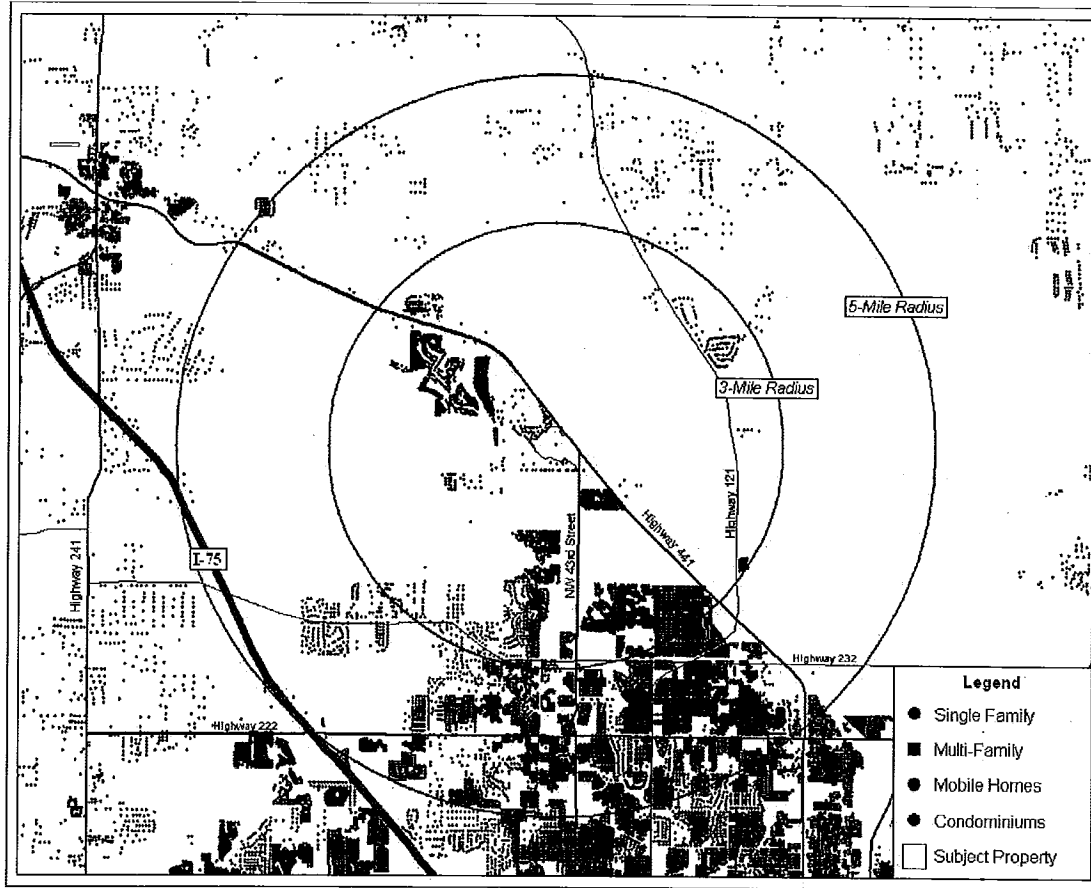 5-Mile Radius
3-Mile Radius
Highway 121
Highway 441
NW 43rd Street
I-75
Highway 241
Highway 232
Highway 222
Legend
Single Family
Multi-Family
Mobile Homes
Condominiums
Subject Property